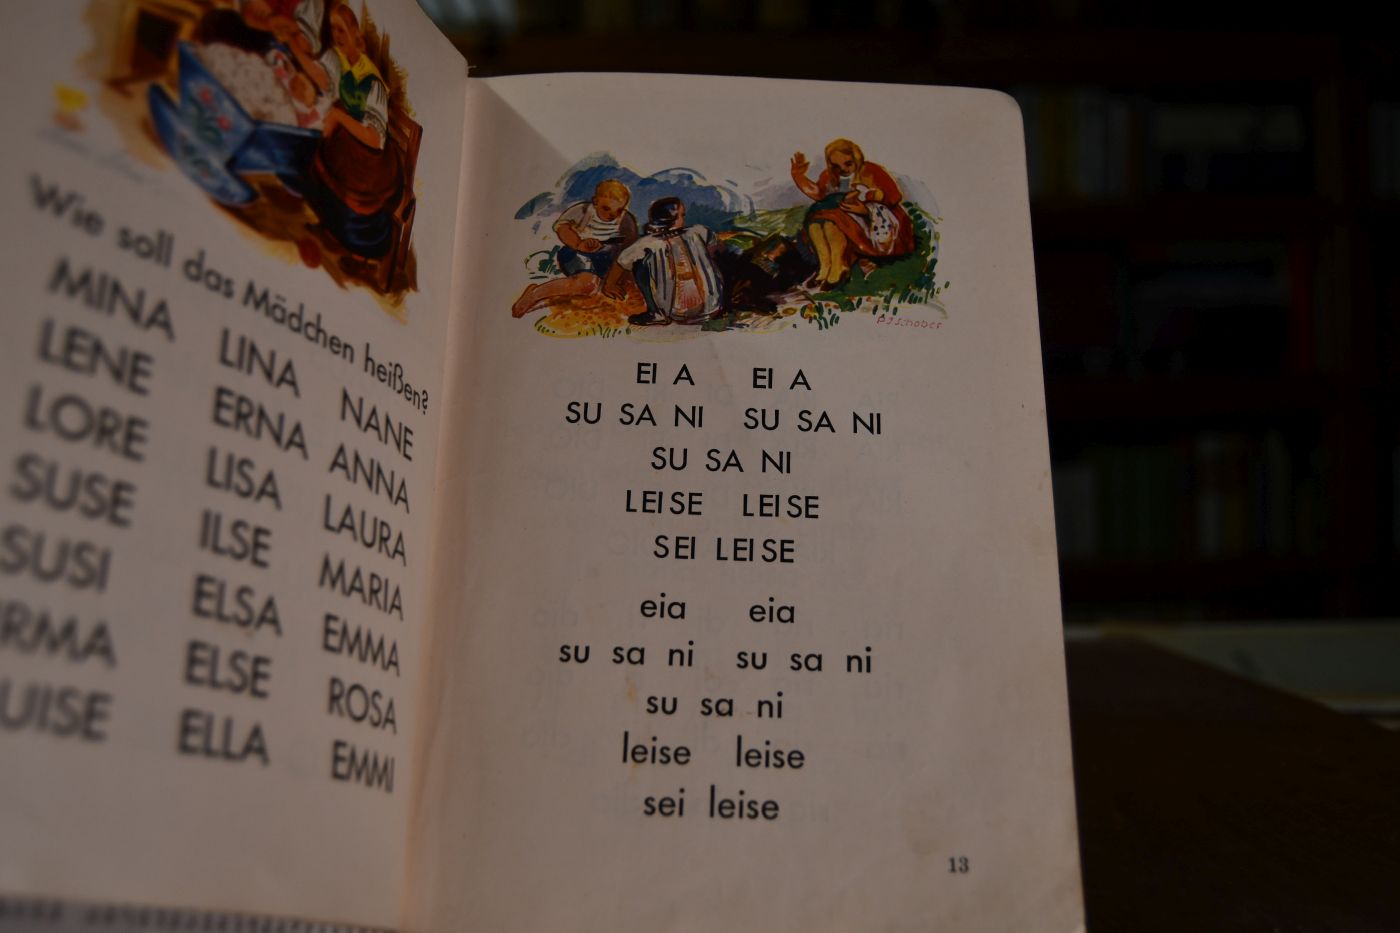 Wie soll das Mädchen heißen?
MINA LINA NANE
LENE ERNA ANNA
LORE LISA LAURA
SUSE ILSE MARIA
SUSI ELSA EMMA
IRMA ELSE ROSA
UISE ELLA EMMI
EI A EI A
SU SA NI SU SA NI
SU SA NI
LEISE LEISE
SEI LEISE
eia eia
su sa ni su sa ni
su sa ni
leise leise
sei leise
13